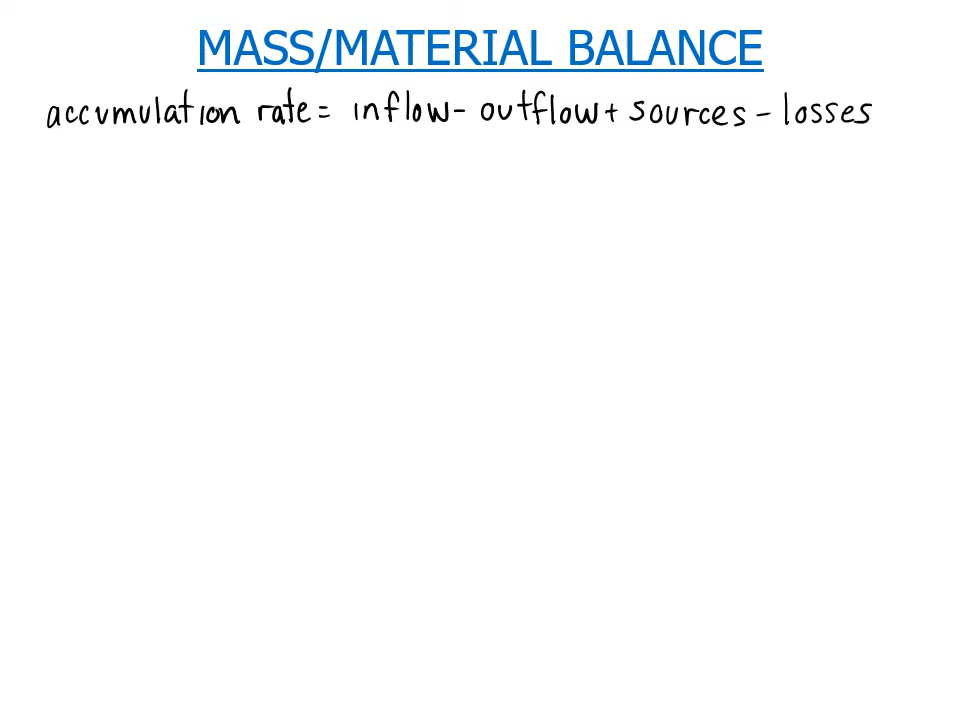 MASS/MATERIAL BALANCE
accumulation rate = inflow - outflow + sources - losses